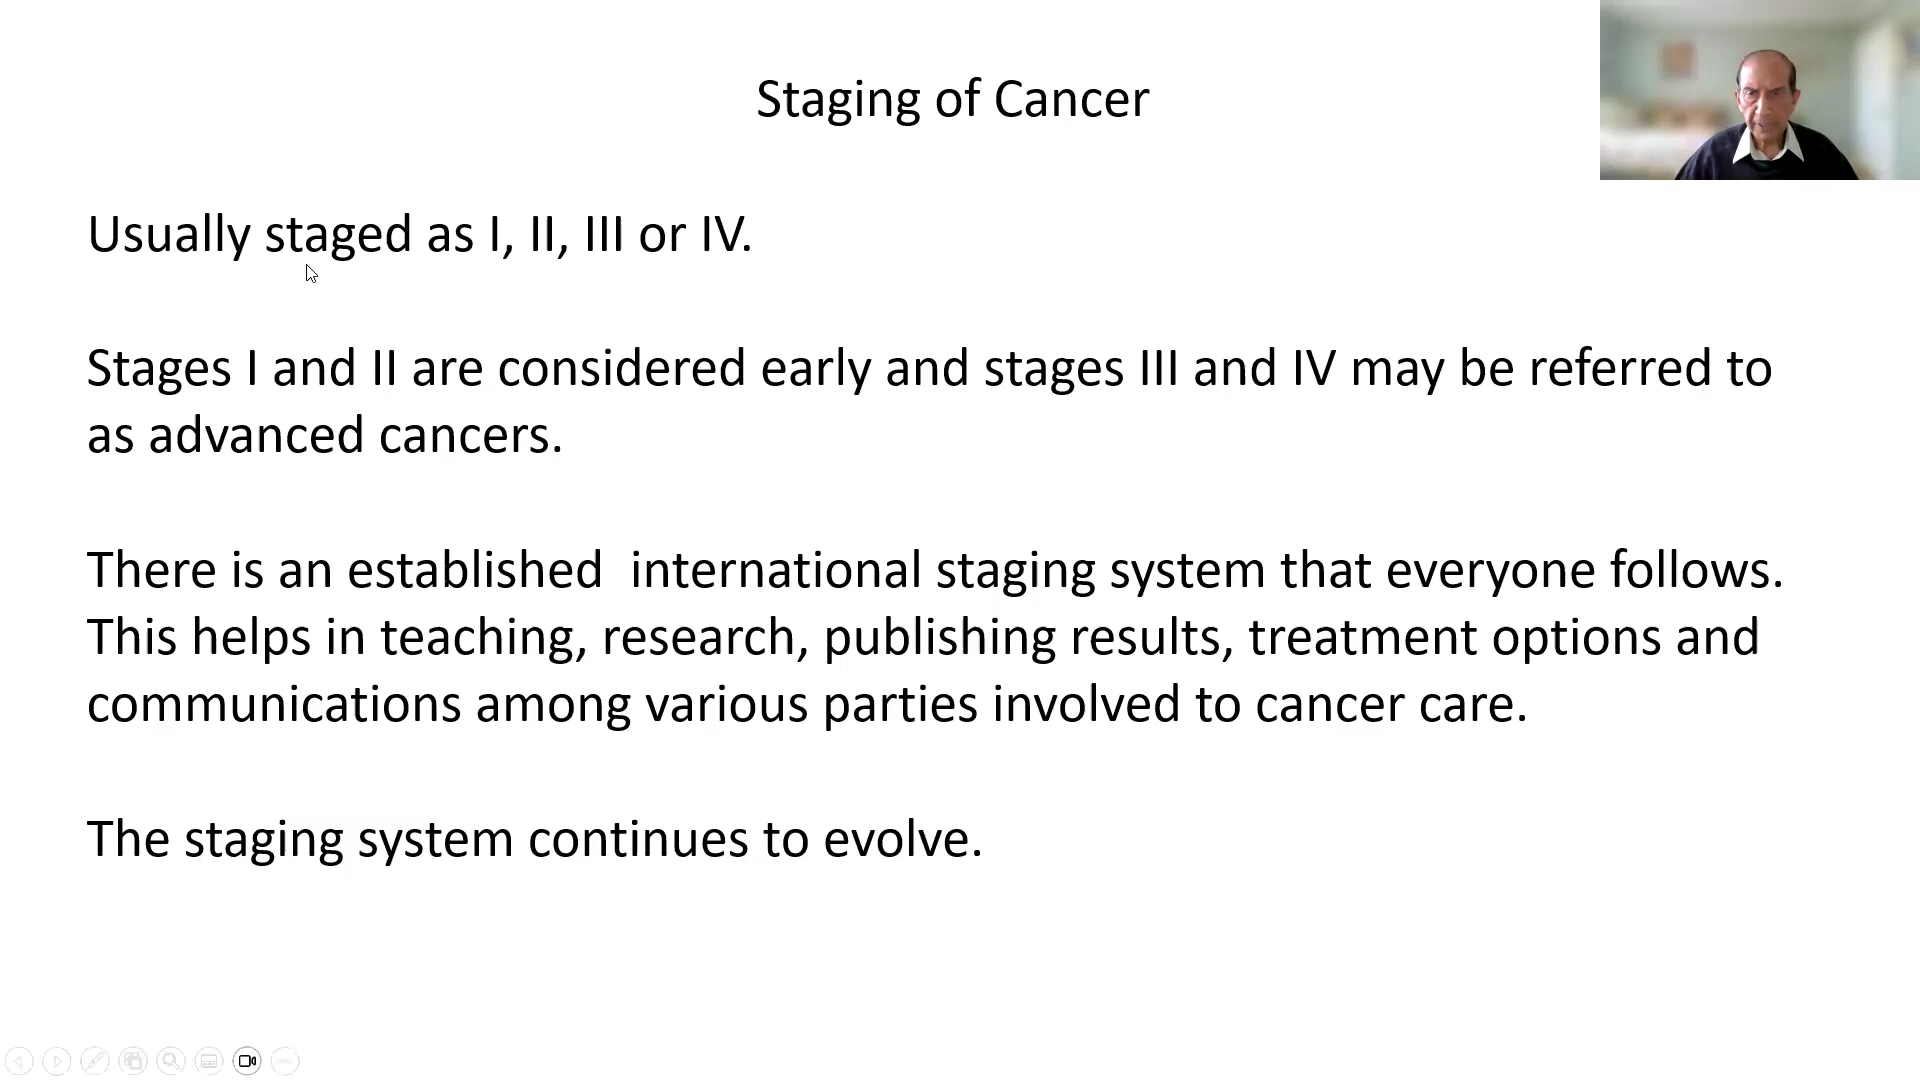 Staging of Cancer
Usually staged as I, II, III or IV.
Stages I and II are considered early and stages III and IV may be referred to
as advanced cancers.
There is an established  international staging system that everyone follows.
This helps in teaching, research, publishing results, treatment options and
communications among various parties involved to cancer care.
The staging system continues to evolve.